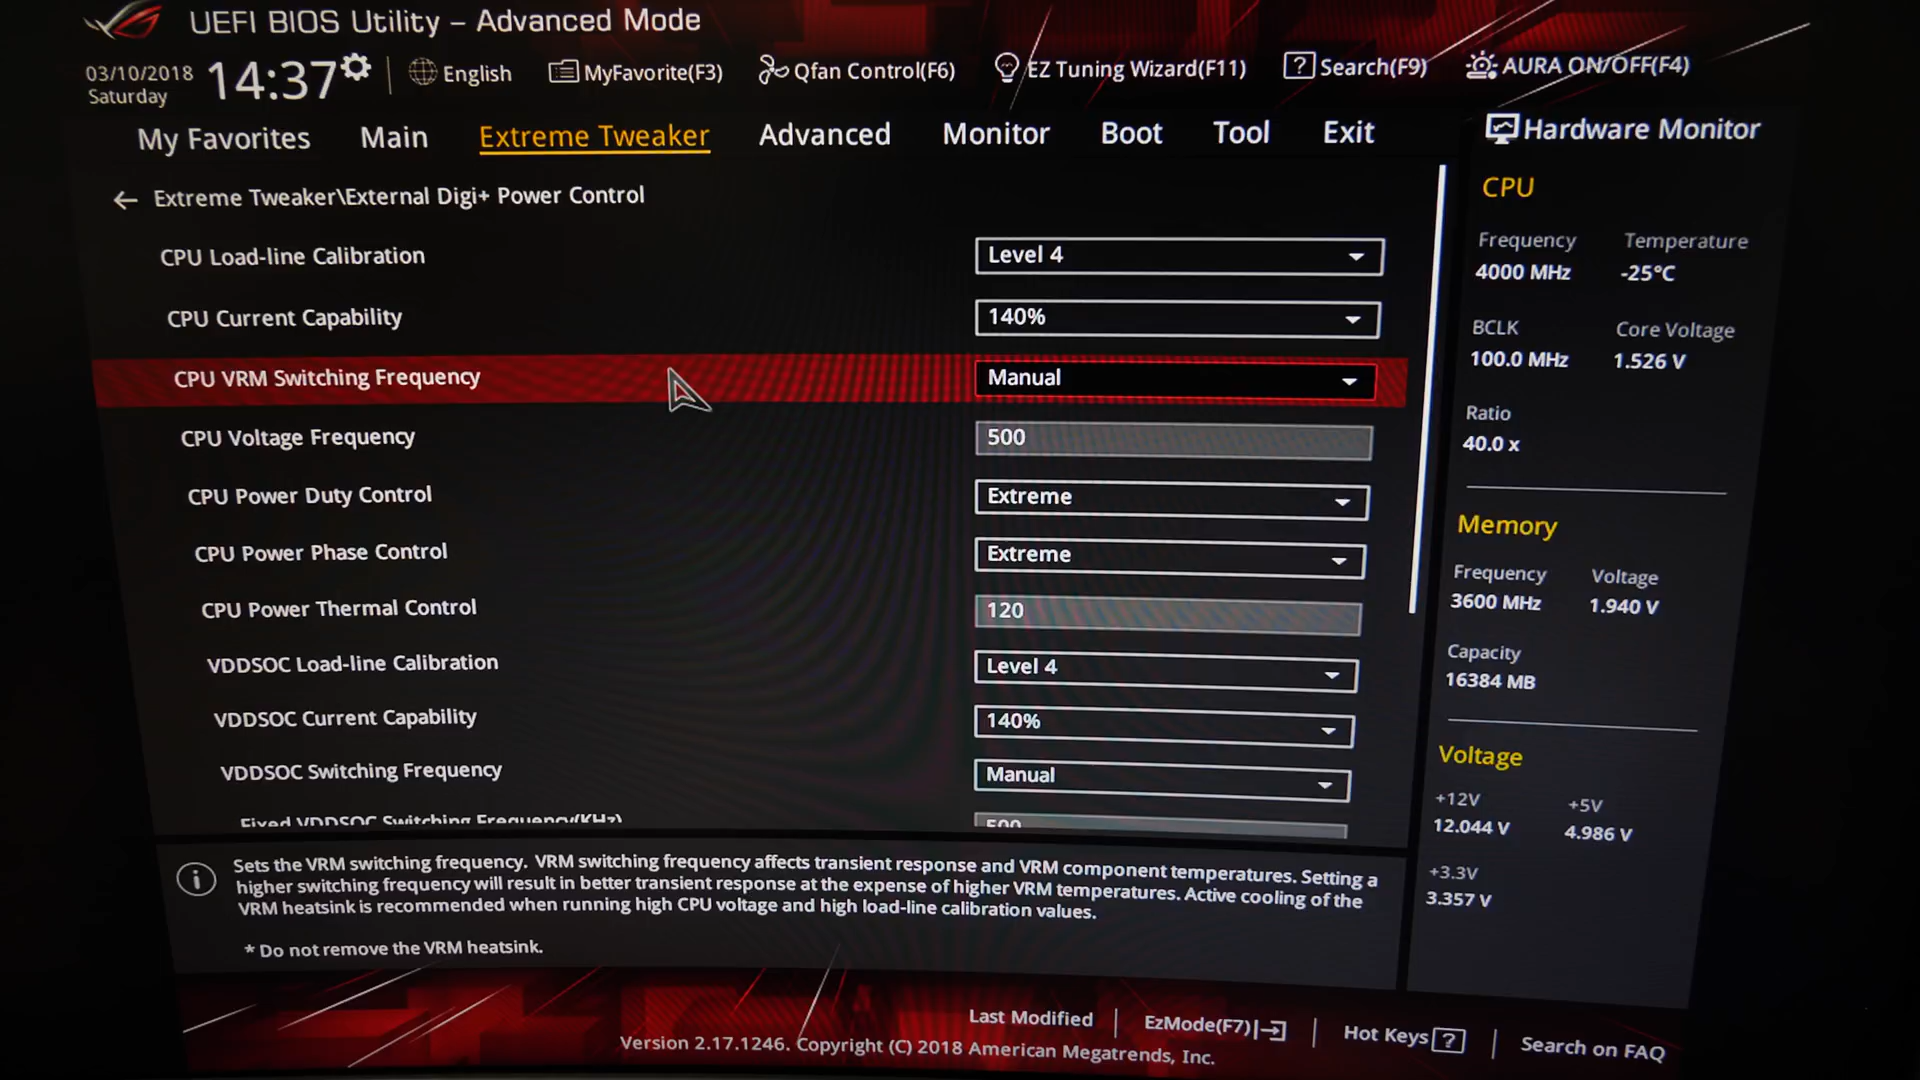 UEFI BIOS Utility – Advanced Mode
03/10/2018
Saturday
14:37
English
MyFavorite(F3)
Qfan Control(F6)
EZ Tuning Wizard(F11)
? Search(F9)
AURA ON/OFF(F4)
My Favorites
Main
Extreme Tweaker
Advanced
Monitor
Boot
Tool
Exit
Hardware Monitor
Extreme Tweaker\External Digi+ Power Control
CPU Load-line Calibration
Level 4
CPU Current Capability
140%
CPU VRM Switching Frequency
Manual
CPU Voltage Frequency
500
CPU Power Duty Control
Extreme
CPU Power Phase Control
Extreme
CPU Power Thermal Control
120
VDDSOC Load-line Calibration
Level 4
VDDSOC Current Capability
140%
VDDSOC Switching Frequency
Manual
Fixed VDDSOC Switching Frequency(KHz)
500
Sets the VRM switching frequency. VRM switching frequency affects transient response and VRM component temperatures. Setting a
higher switching frequency will result in better transient response at the expense of higher VRM temperatures. Active cooling of the
VRM heatsink is recommended when running high CPU voltage and high load-line calibration values.
* Do not remove the VRM heatsink.
CPU
Frequency
Temperature
4000 MHz
-25°C
BCLK
Core Voltage
100.0 MHz
1.526 V
Ratio
40.0 x
Memory
Frequency
Voltage
3600 MHz
1.940 V
Capacity
16384 MB
Voltage
+12V
+5V
12.044 V
4.986 V
+3.3V
3.357 V
Last Modified
EzMode(F7)
Hot Keys ?
Search on FAQ
Version 2.17.1246. Copyright (C) 2018 American Megatrends, Inc.